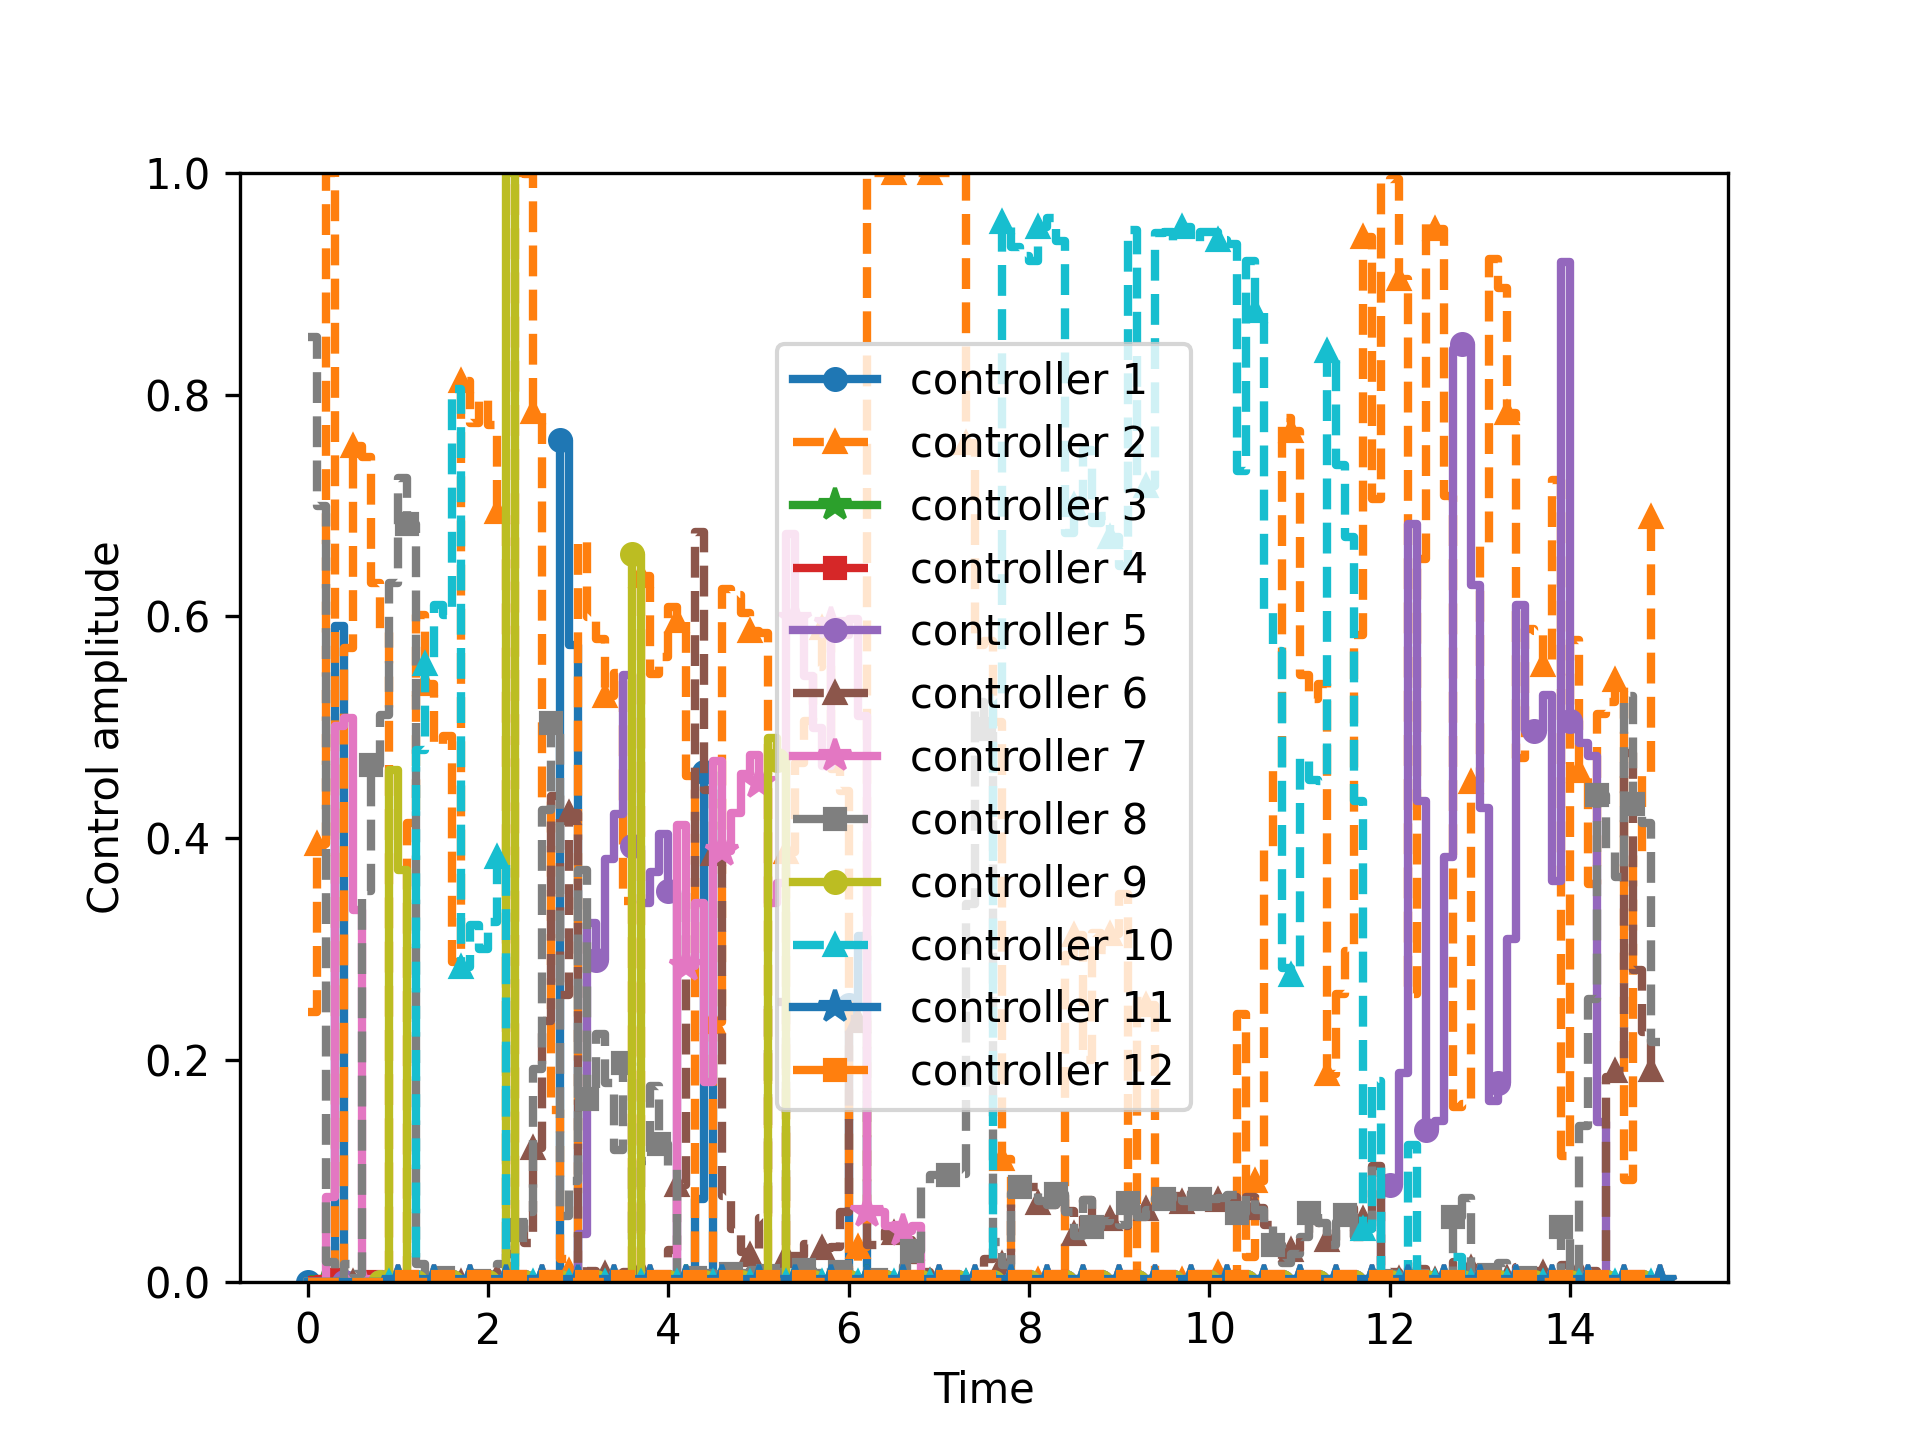 1.0
0.8
0.6
0.4
0.2
0.0
Control amplitude
controller 1
controller 2
controller 3
controller 4
controller 5
controller 6
controller 7
controller 8
controller 9
controller 10
controller 11
controller 12
0 2 4 6 8 10 12 14
Time